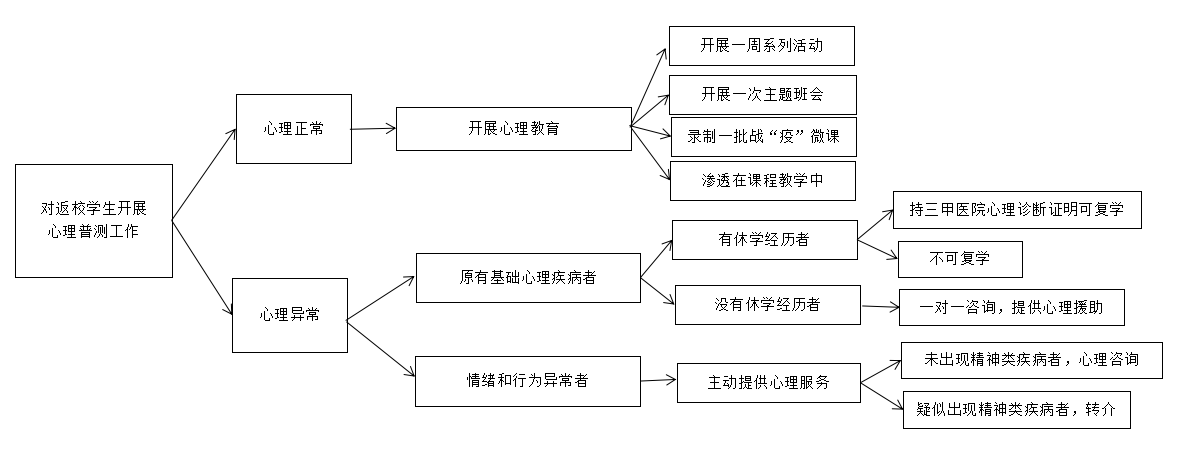 对返校学生开展
心理普测工作
心理正常
开展心理教育
开展一周系列活动
开展一次主题班会
录制一批战“疫”微课
渗透在课程教学中
心理异常
原有基础心理疾病者
有休学经历者
持三甲医院心理诊断证明可复学
不可复学
没有休学经历者
一对一咨询，提供心理援助
情绪和行为异常者
主动提供心理服务
未出现精神类疾病者，心理咨询
疑似出现精神类疾病者，转介